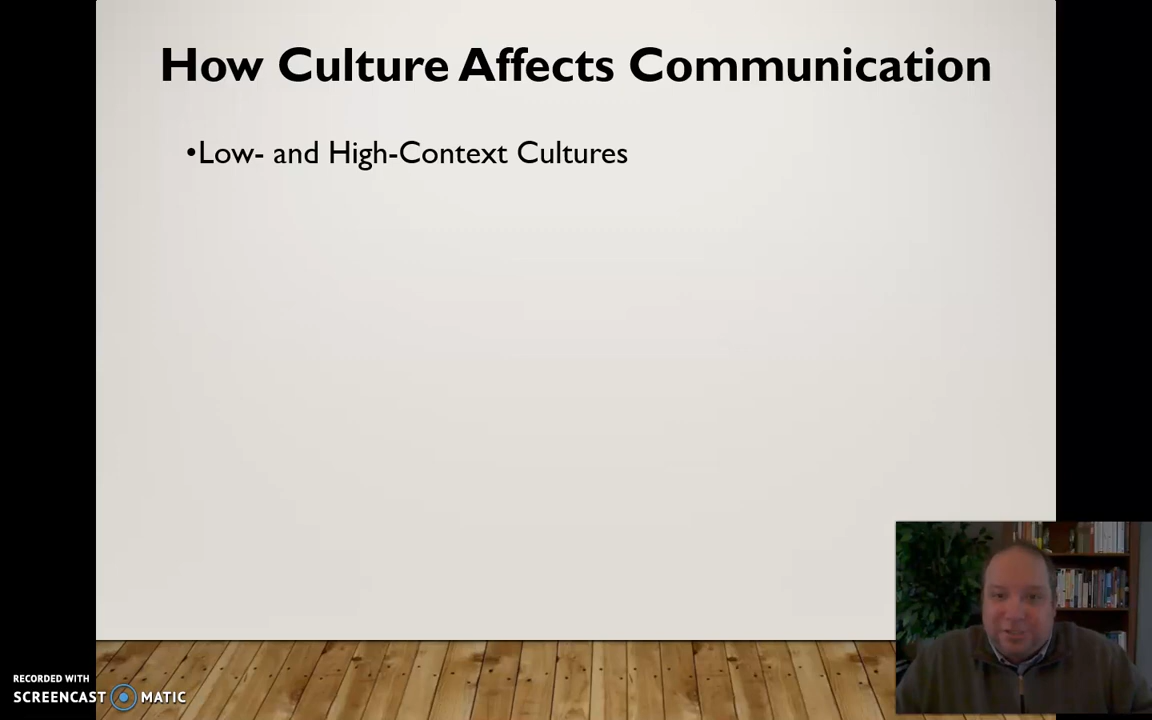 How Culture Affects Communication
•Low- and High-Context Cultures
RECORDED WITH
SCREENCAST MATIC